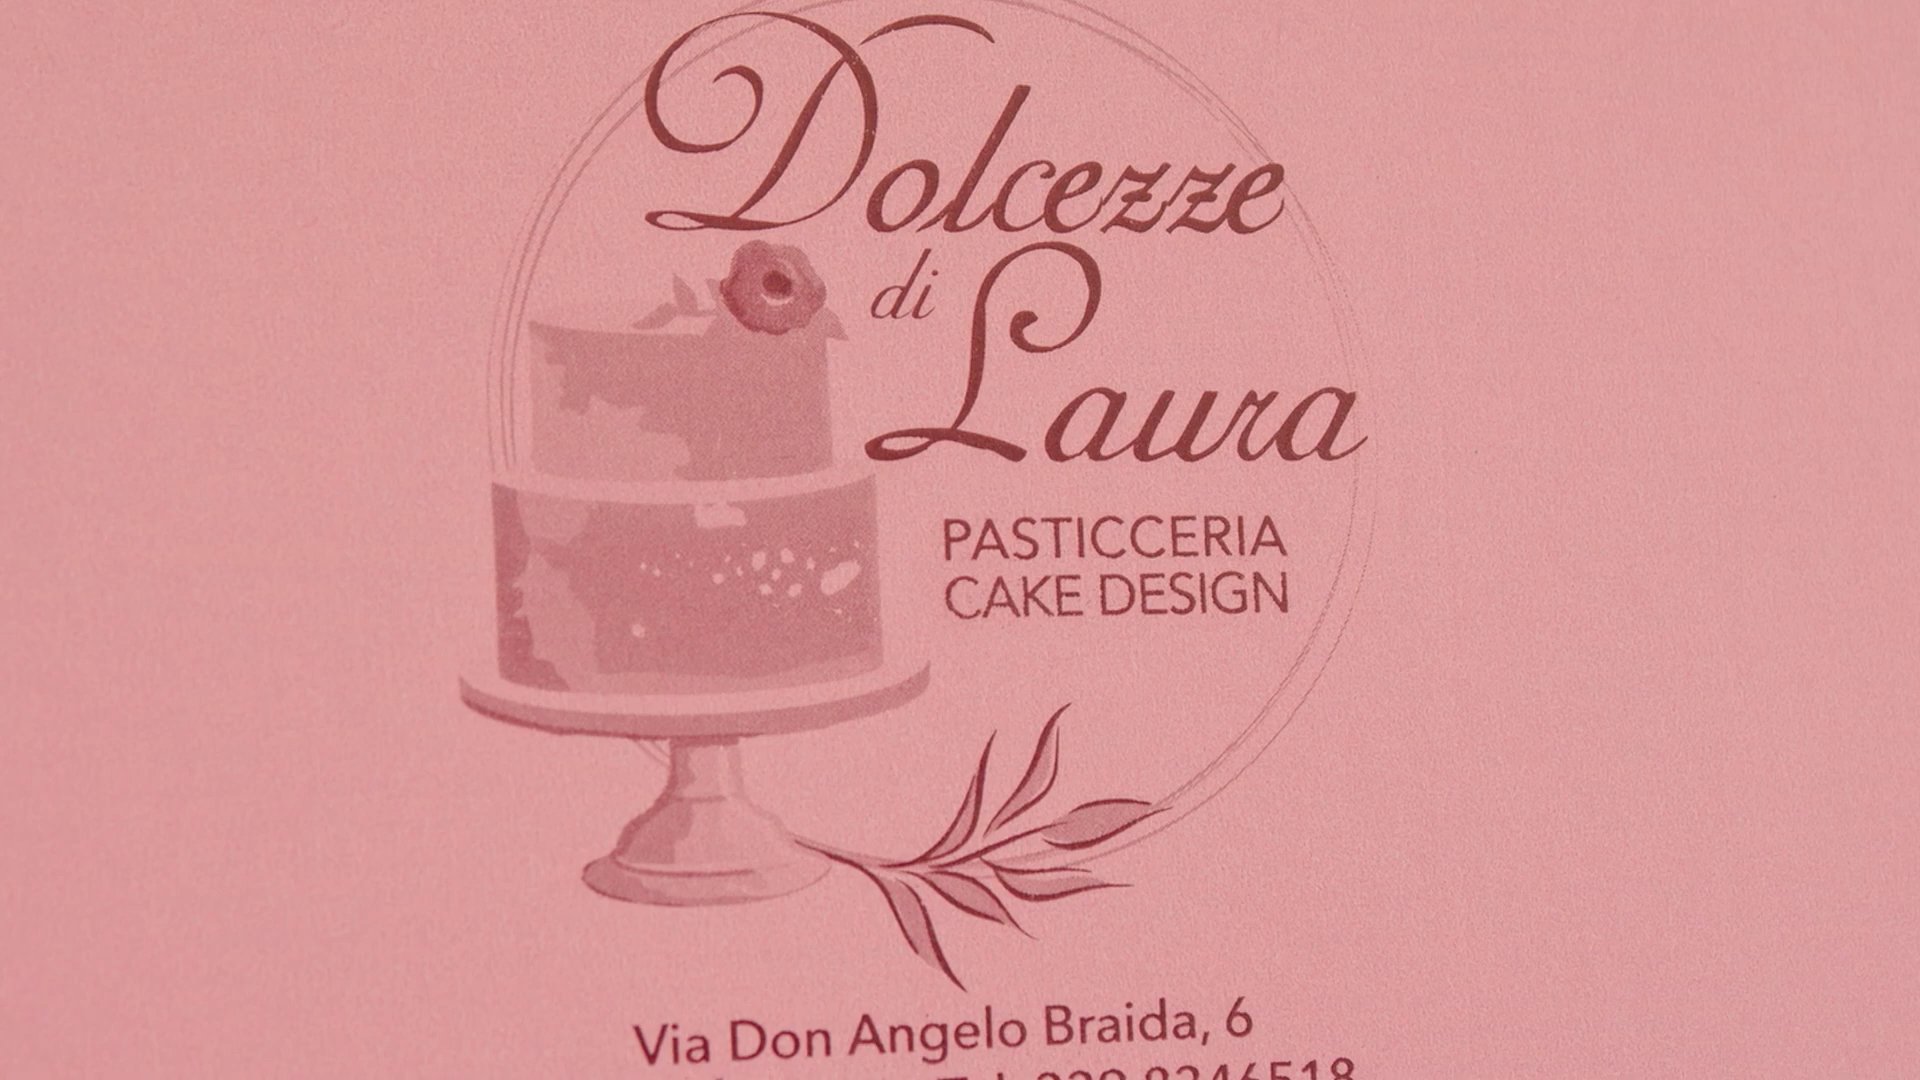 Dolcezze
di
Laura
PASTICCERIA
CAKE DESIGN
Via Don Angelo Braida, 6